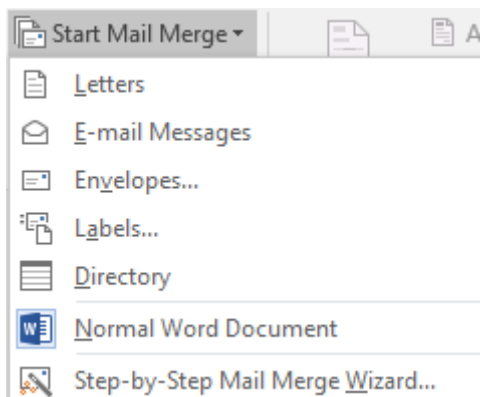 Start Mail Merge
Letters
E-mail Messages
Envelopes...
Labels...
Directory
Normal Word Document
Step-by-Step Mail Merge Wizard...